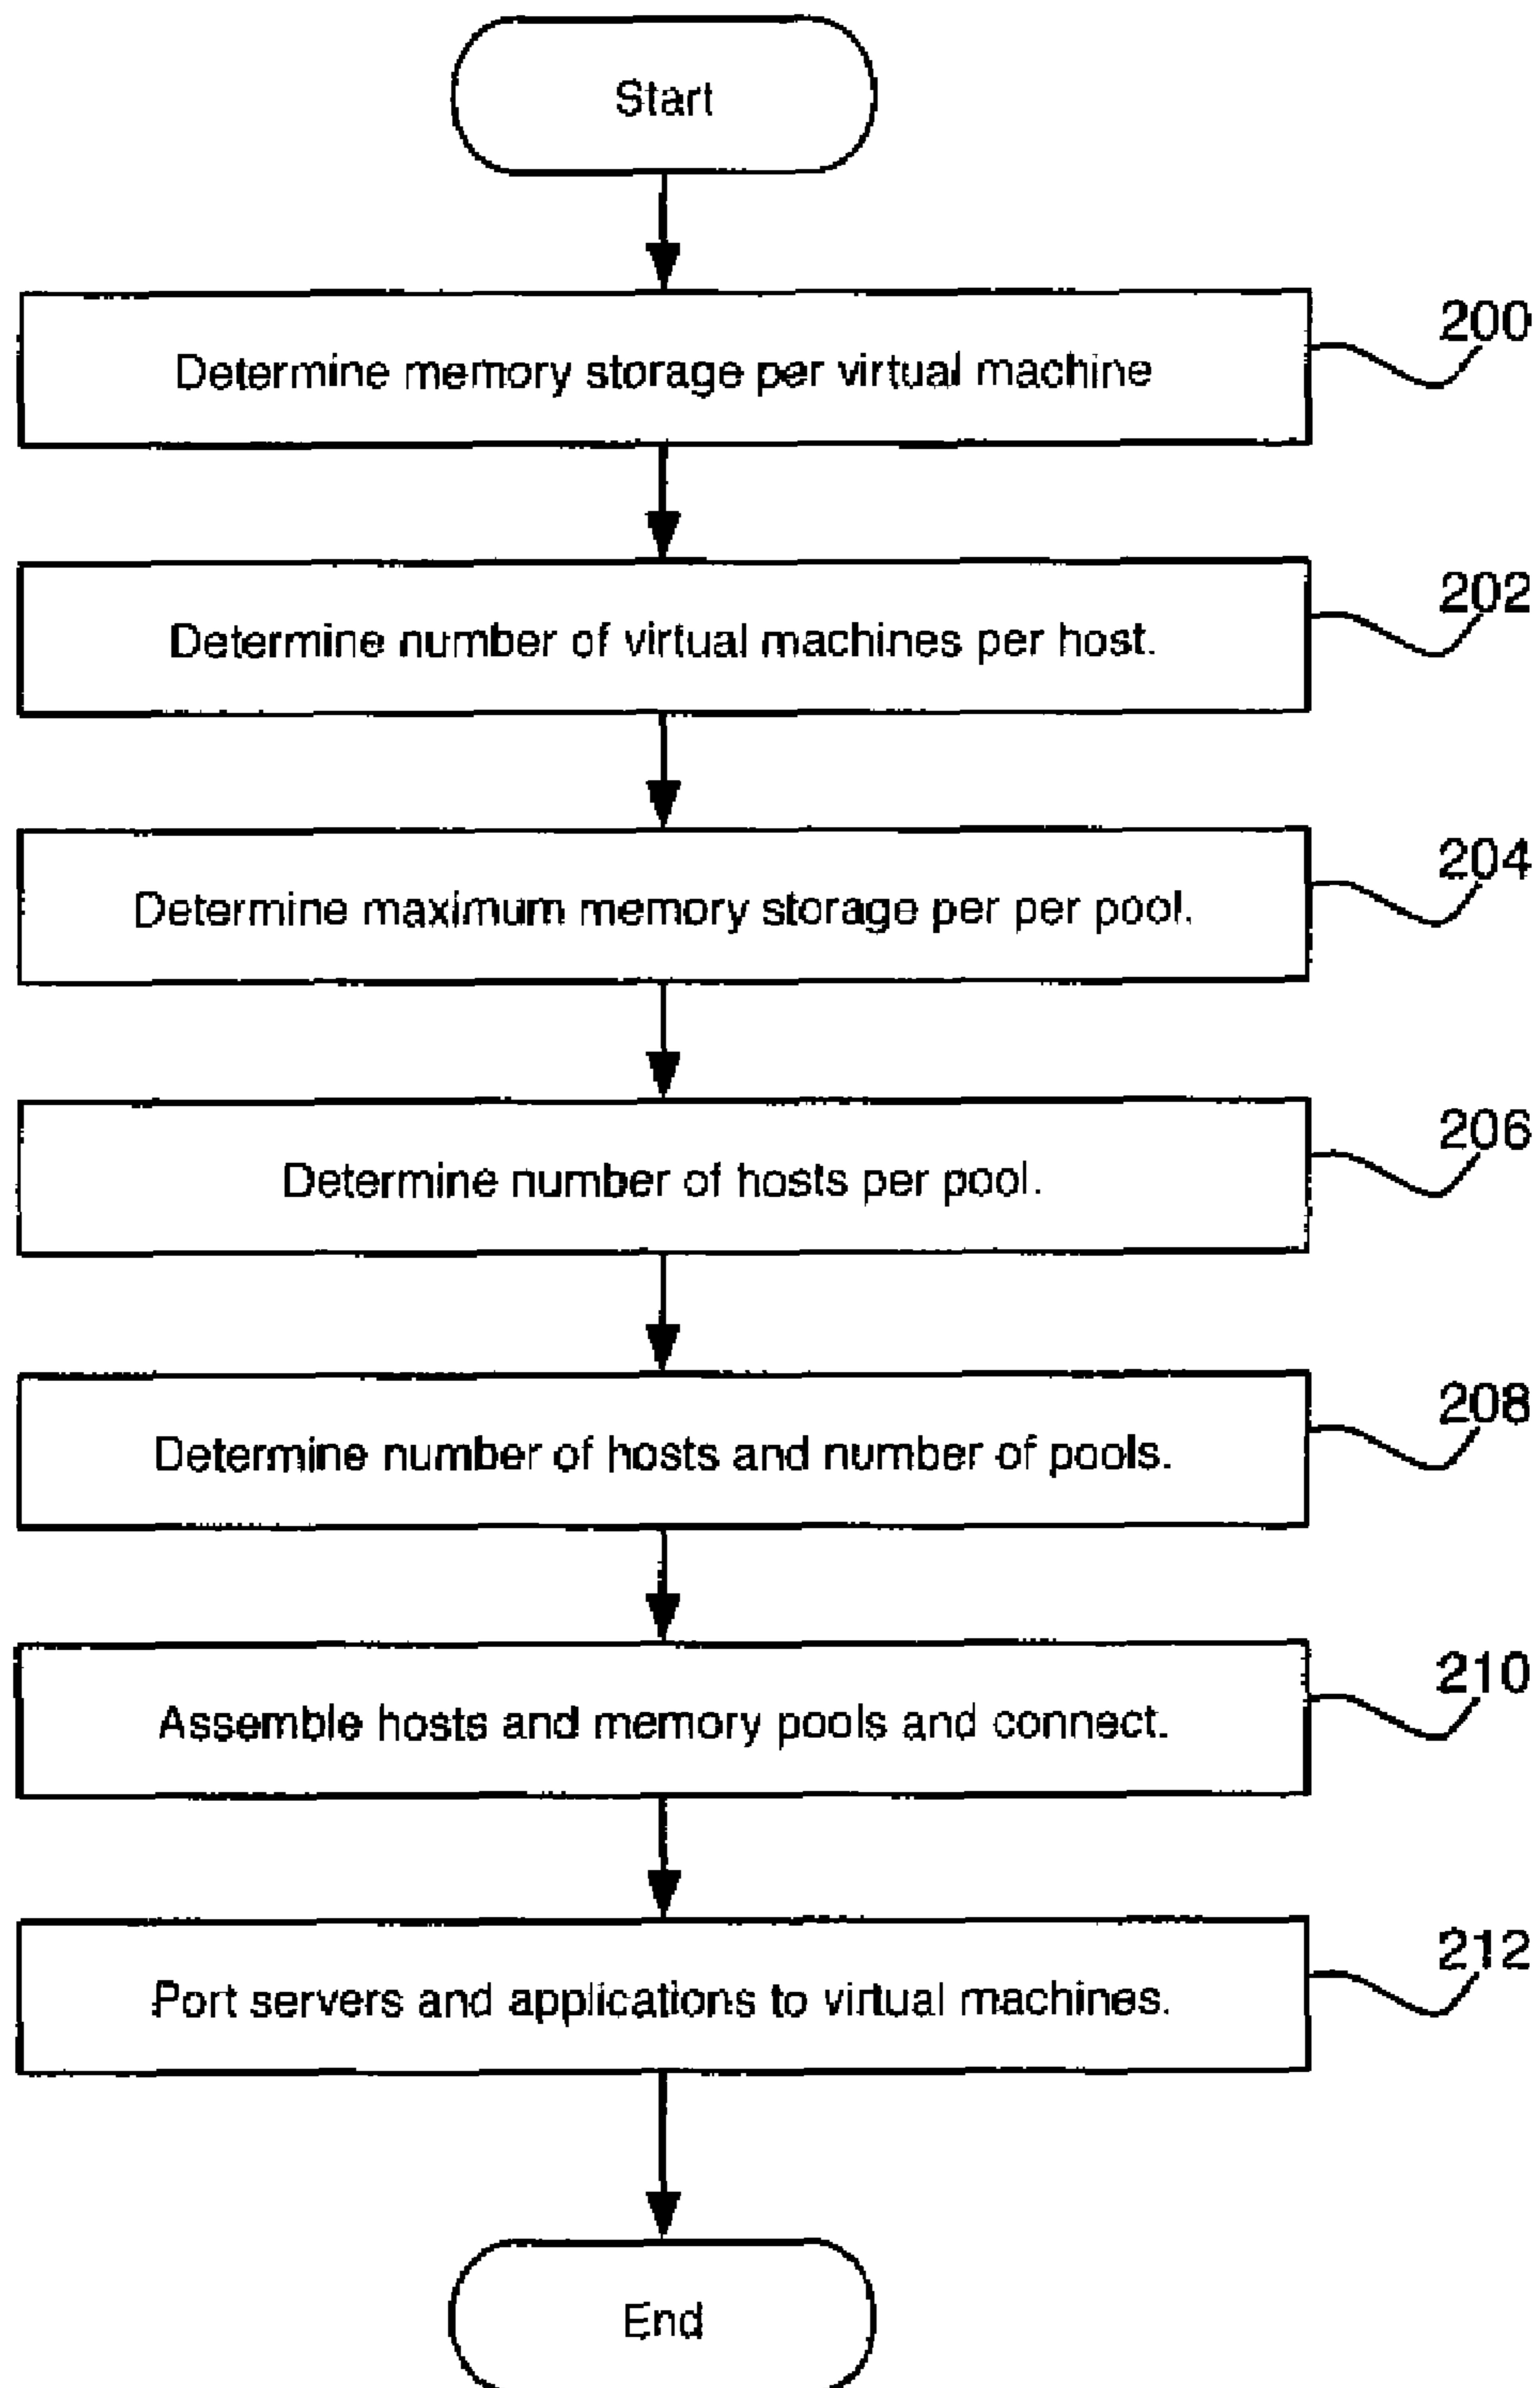 Start
Determine memory storage per virtual machine
200
Determine number of virtual machines per host.
202
Determine maximum memory storage per per pool.
204
Determine number of hosts per pool.
206
Determine number of hosts and number of pools.
208
Assemble hosts and memory pools and connect.
210
Port servers and applications to virtual machines.
212
End